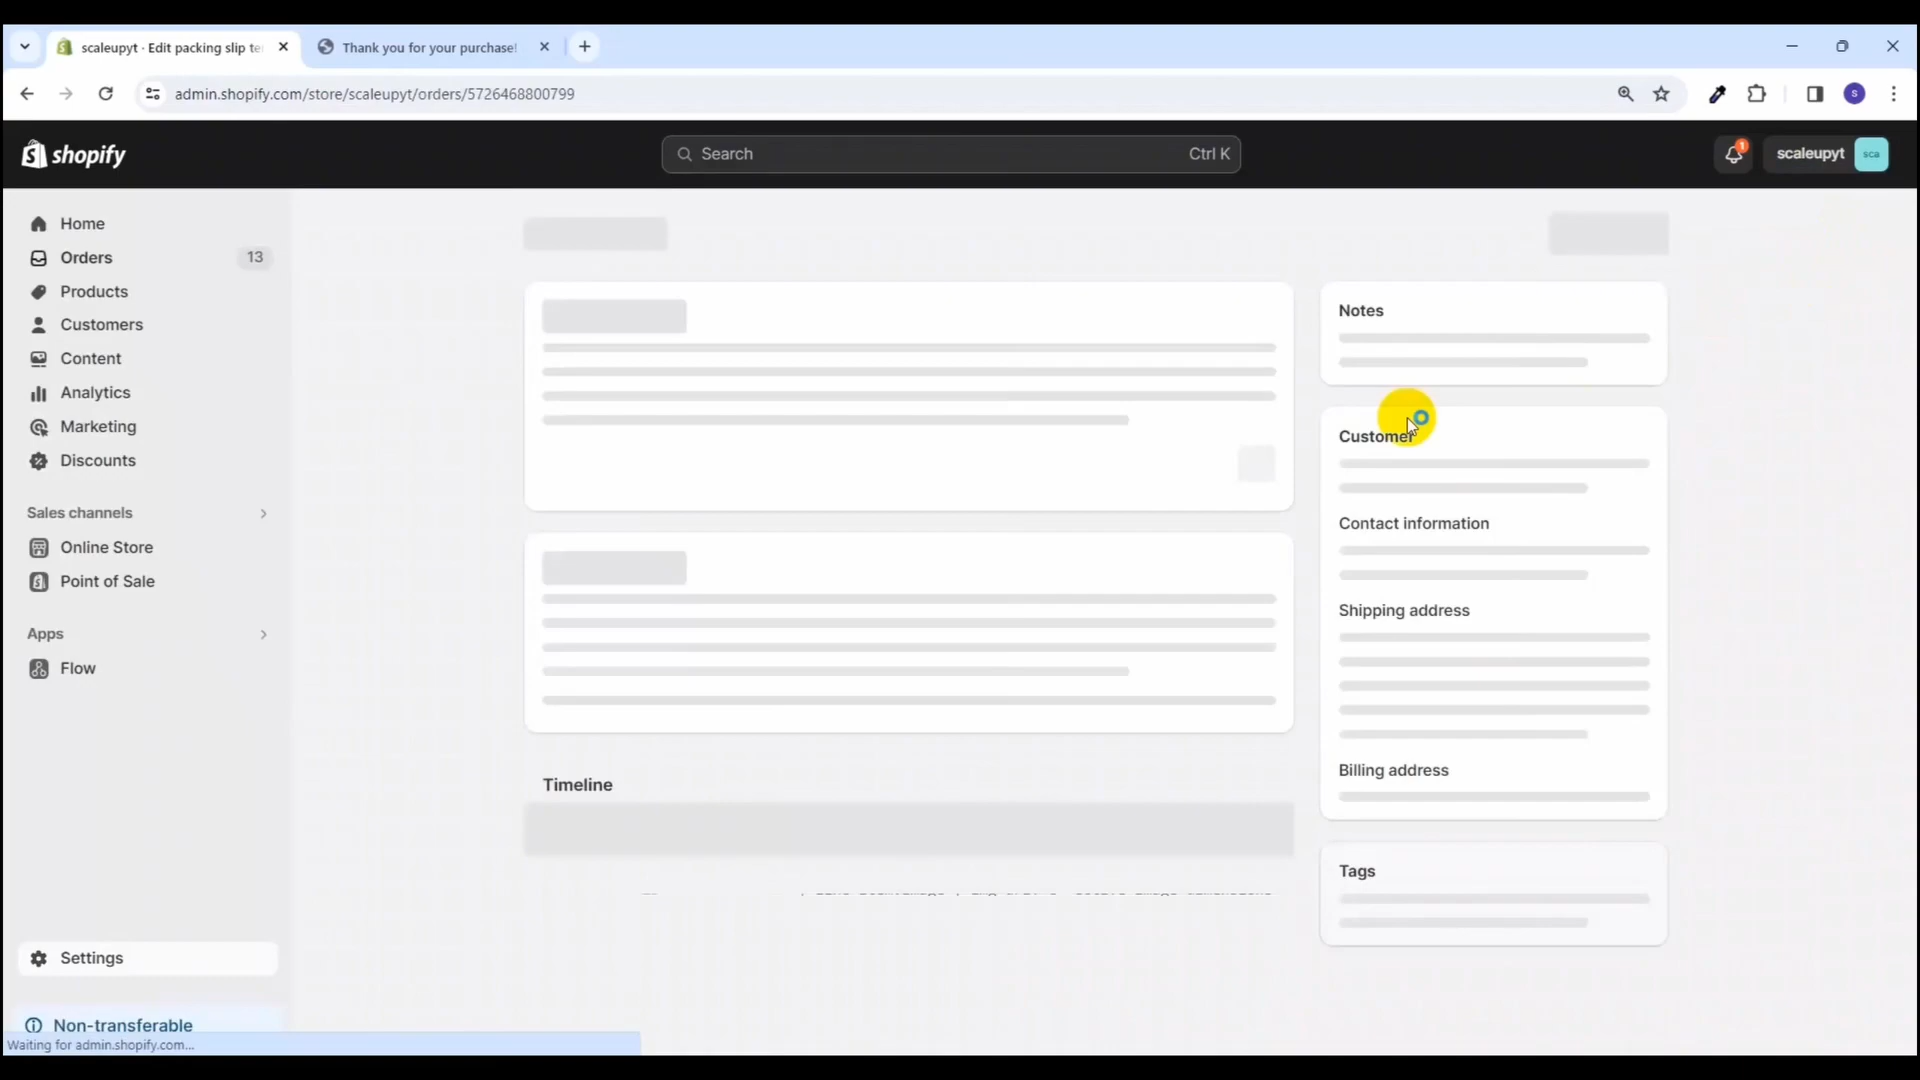 scaleupyt · Edit packing slip te
Thank you for your purchase!
admin.shopify.com/store/scaleupyt/orders/5726468800799
S
shopify
Search
Ctrl K
1
scaleupyt
sca
Home
Orders
13
Products
Customers
Content
Analytics
Marketing
Discounts
Sales channels
Online Store
Point of Sale
Apps
Flow
Settings
Non-transferable
Waiting for admin.shopify.com...
Notes
Customer
Contact information
Shipping address
Billing address
Tags
Timeline